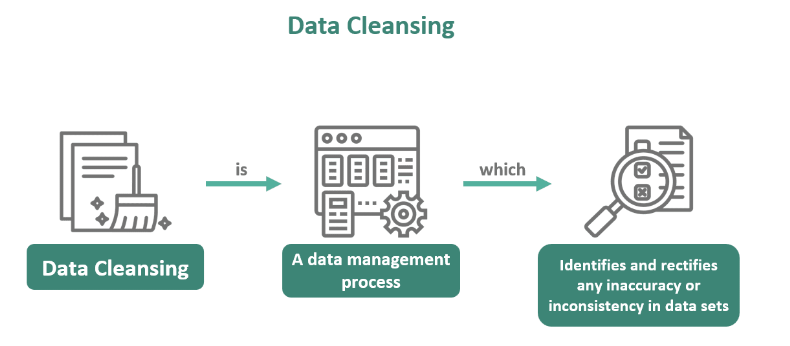 Data Cleansing
is
which
Data Cleansing
A data management
process
Identifies and rectifies
any inaccuracy or
inconsistency in data sets